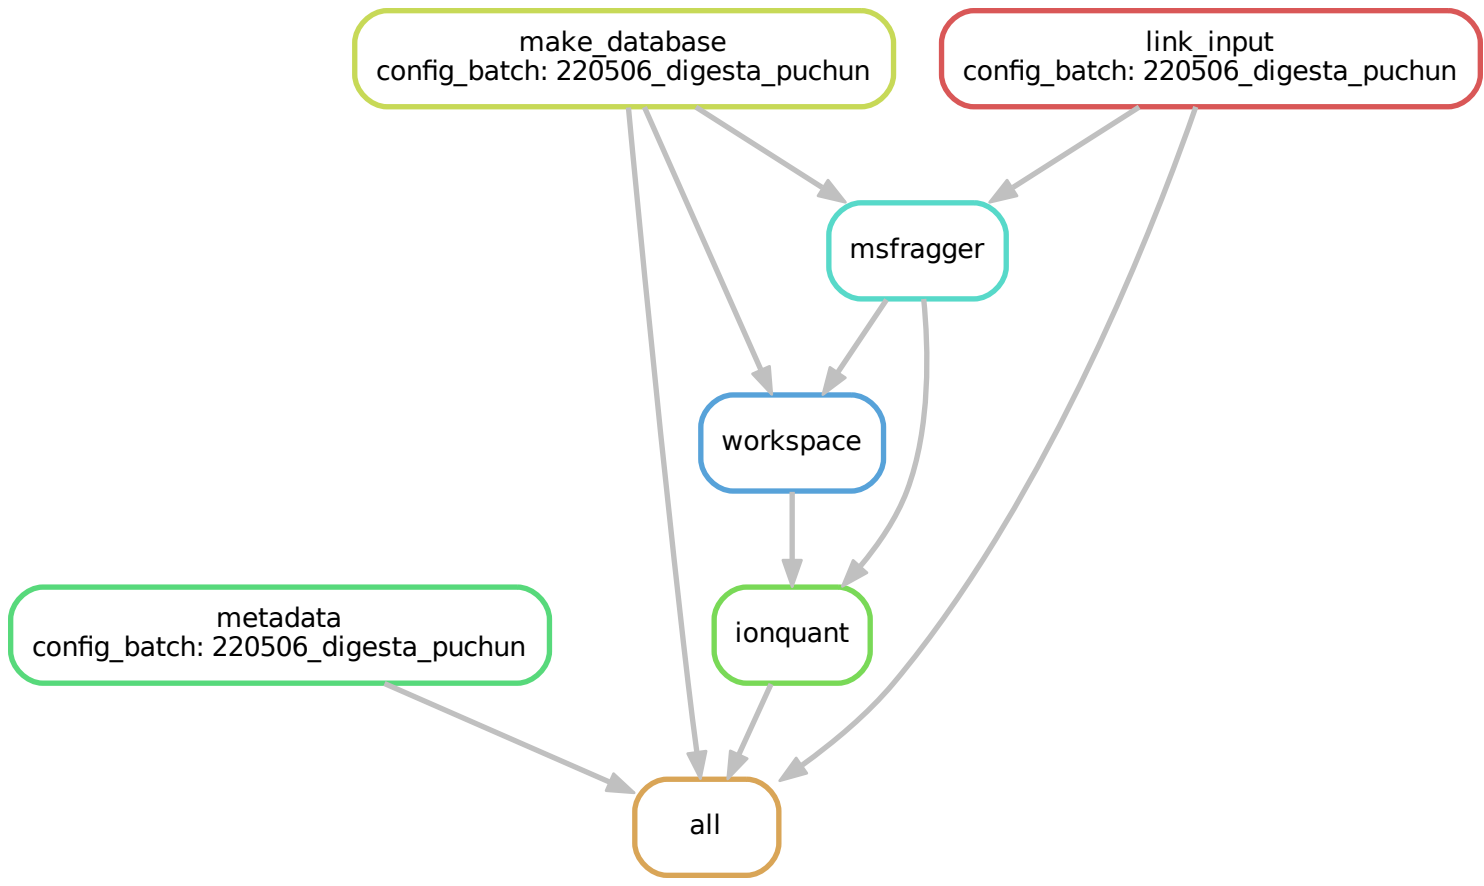 make_database
config_batch: 220506_digesta_puchun
link_input
config_batch: 220506_digesta_puchun
msfragger
workspace
metadata
config_batch: 220506_digesta_puchun
ionquant
all